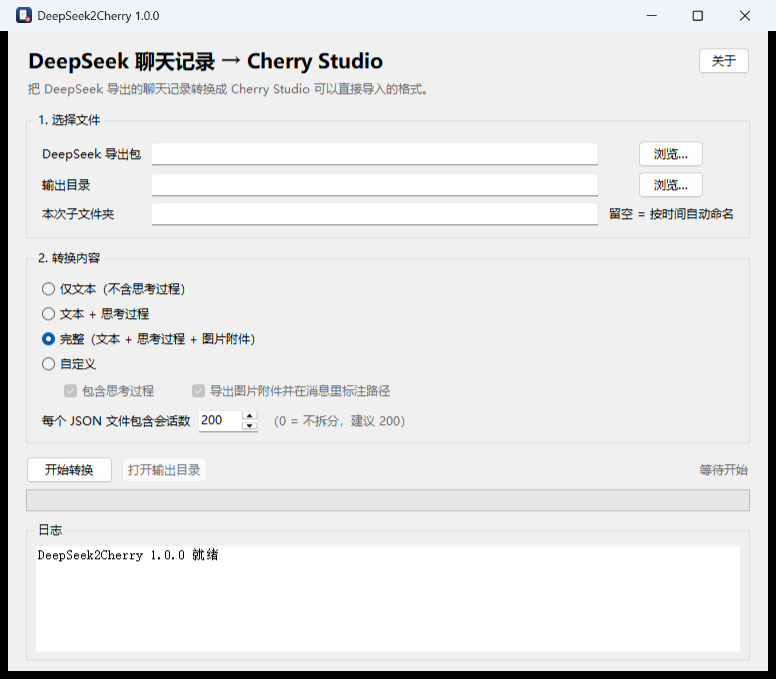 DeepSeek2Cherry 1.0.0
DeepSeek 聊天记录 → Cherry Studio
关于
把 DeepSeek 导出的聊天记录转换成 Cherry Studio 可以直接导入的格式。
1. 选择文件
DeepSeek 导出包
浏览...
输出目录
浏览...
本次子文件夹
留空 = 按时间自动命名
2. 转换内容
仅文本（不含思考过程）
文本 + 思考过程
完整（文本 + 思考过程 + 图片附件）
自定义
包含思考过程
导出图片附件并在消息里标注路径
每个 JSON 文件包含会话数 200 （0 = 不拆分，建议 200）
开始转换
打开输出目录
等待开始
日志
DeepSeek2Cherry 1.0.0 就绪